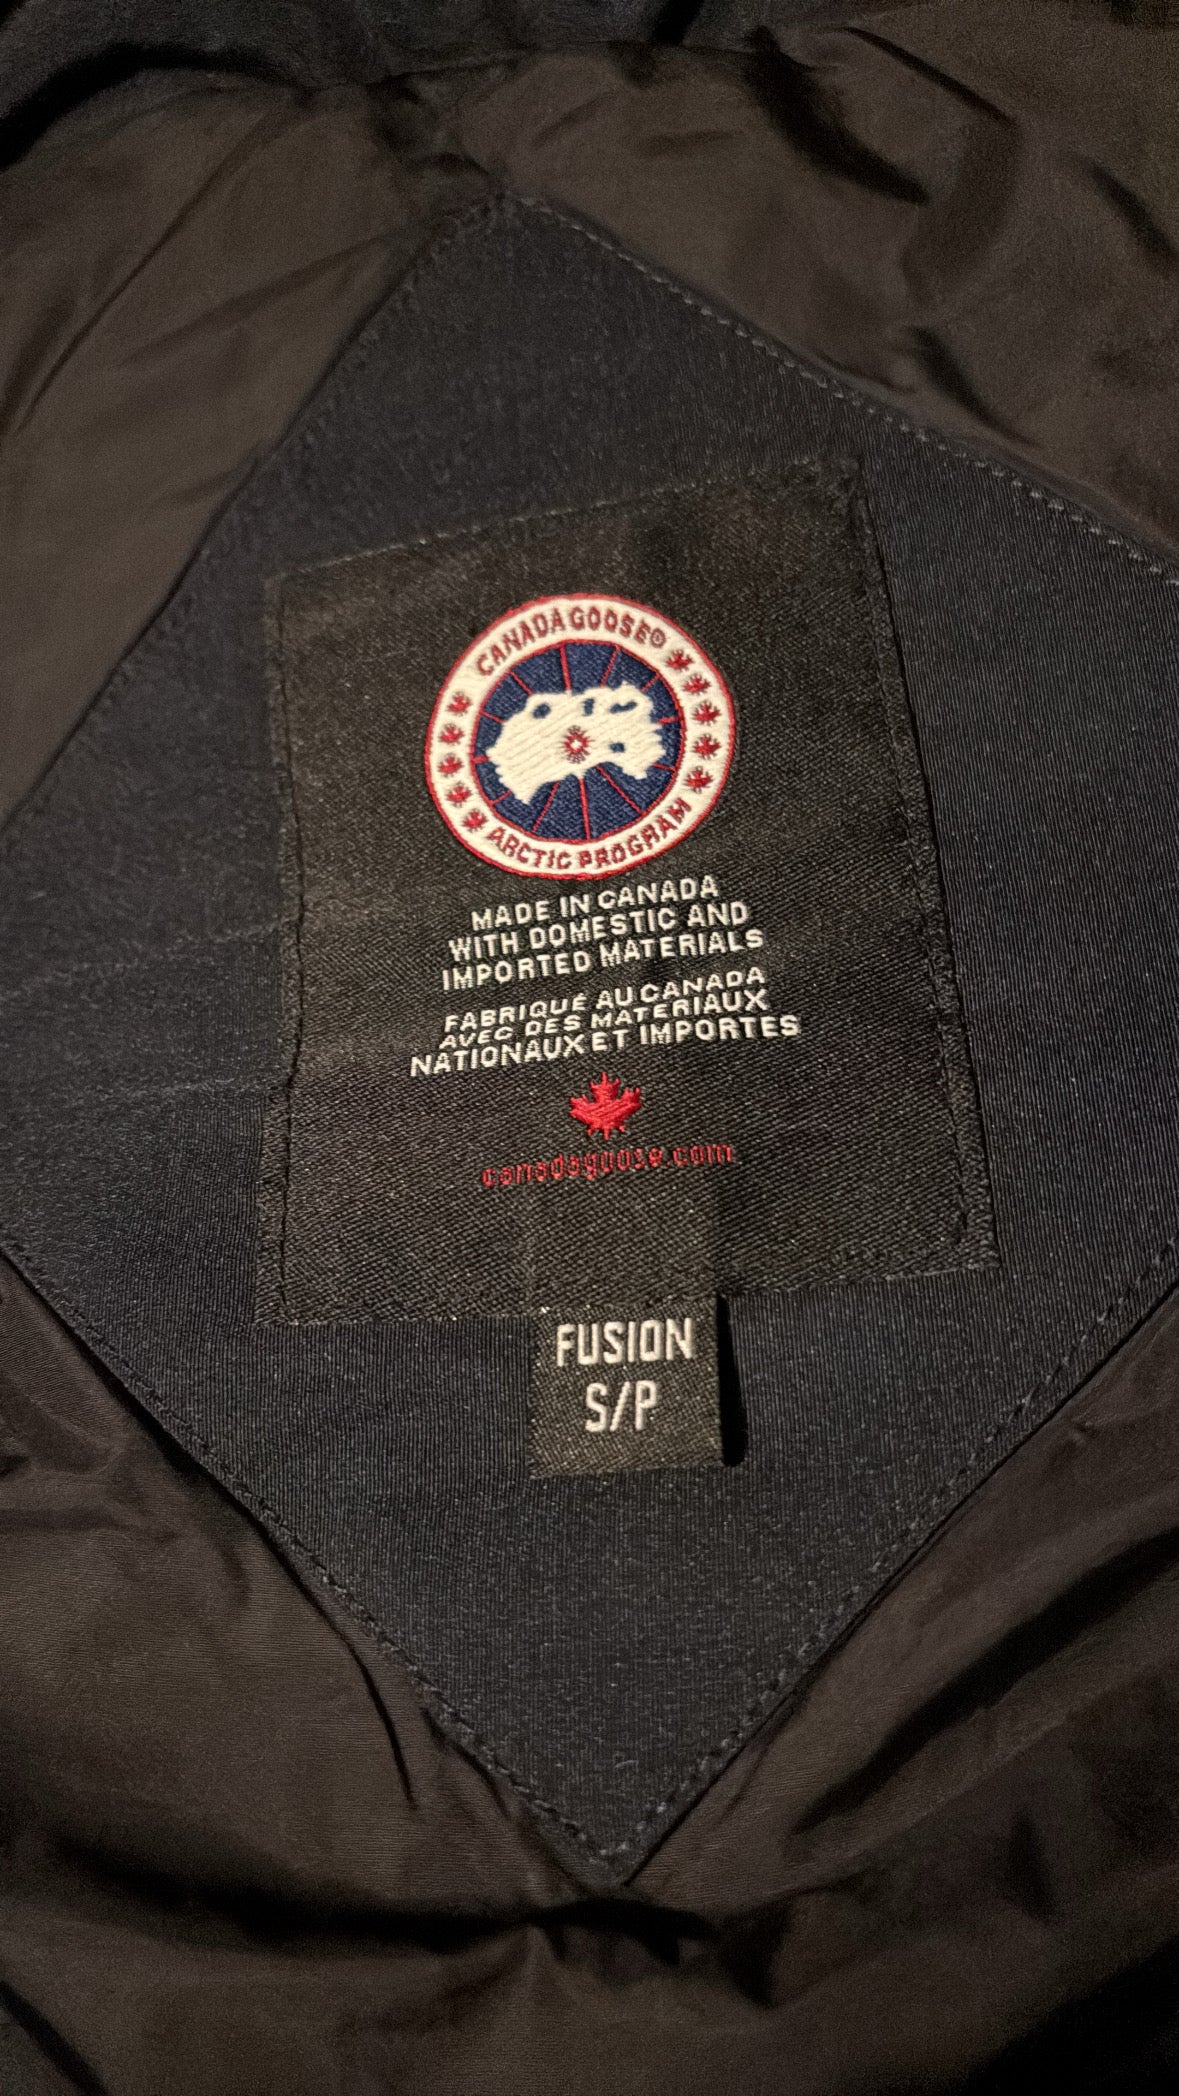 CANADA GOOSE®
ARCTIC PROGRAM
MADE IN CANADA
WITH DOMESTIC AND
IMPORTED MATERIALS
FABRIQUÉ AU CANADA
AVEC DES MATERIAUX
NATIONAUX ET IMPORTES
canadagoose.com
FUSION
S/P